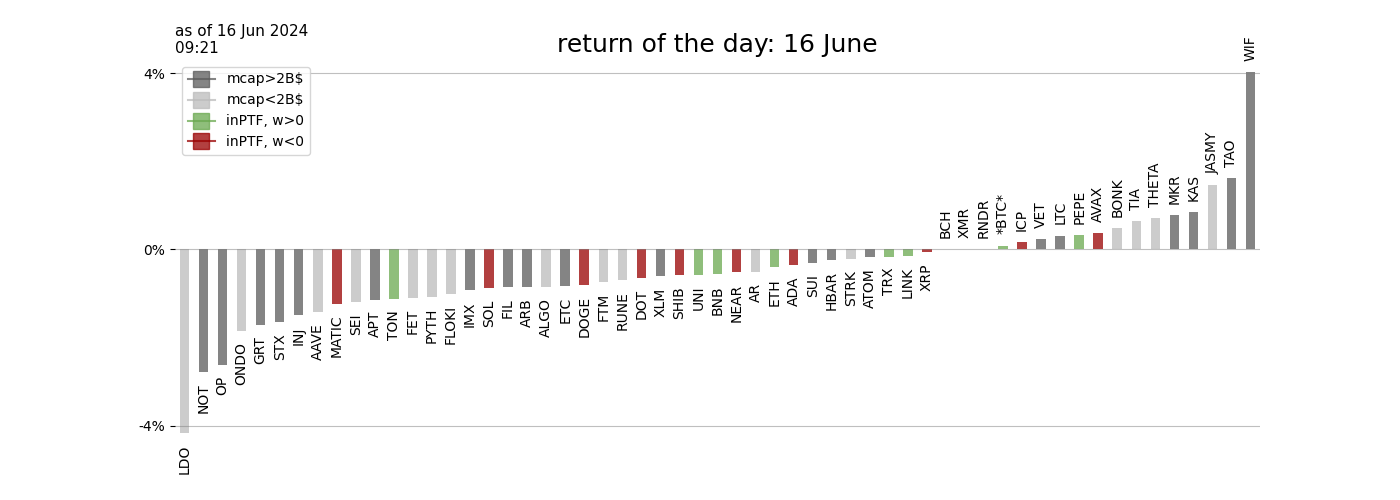 as of 16 Jun 2024
09:21
return of the day: 16 June
4%
0%
-4%
mcap>2B$
mcap<2B$
inPTF, w>0
inPTF, w<0
LDO
NOT
OP
ONDO
GRT
STX
INJ
AAVE
MATIC
SEI
APT
TON
FET
PYTH
FLOKI
IMX
SOL
FIL
ARB
ALGO
ETC
DOGE
FTM
RUNE
DOT
XLM
SHIB
UNI
BNB
NEAR
AR
ETH
ADA
SUI
HBAR
STRK
ATOM
TRX
LINK
XRP
BCH
XMR
RNDR
*BTC*
ICP
VET
LTC
PEPE
AVAX
BONK
TIA
THETA
MKR
KAS
JASMY
TAO
WIF